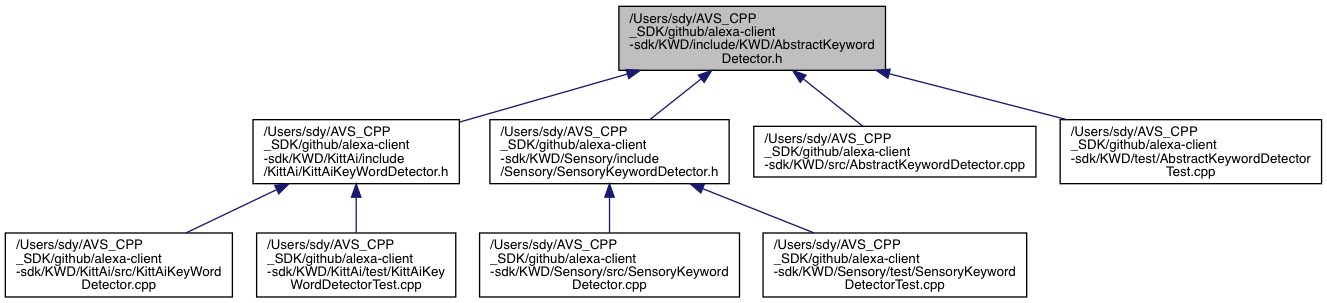 /Users/sdy/AVS_CPP
_SDK/github/alexa-client
-sdk/KWD/include/KWD/AbstractKeyword
Detector.h
/Users/sdy/AVS_CPP
_SDK/github/alexa-client
-sdk/KWD/KittAi/include
/KittAi/KittAiKeyWordDetector.h
/Users/sdy/AVS_CPP
_SDK/github/alexa-client
-sdk/KWD/Sensory/include
/Sensory/SensoryKeywordDetector.h
/Users/sdy/AVS_CPP
_SDK/github/alexa-client
-sdk/KWD/src/AbstractKeywordDetector.cpp
/Users/sdy/AVS_CPP
_SDK/github/alexa-client
-sdk/KWD/test/AbstractKeywordDetector
Test.cpp
/Users/sdy/AVS_CPP
_SDK/github/alexa-client
-sdk/KWD/KittAi/src/KittAiKeyWord
Detector.cpp
/Users/sdy/AVS_CPP
_SDK/github/alexa-client
-sdk/KWD/KittAi/test/KittAiKey
WordDetectorTest.cpp
/Users/sdy/AVS_CPP
_SDK/github/alexa-client
-sdk/KWD/Sensory/src/SensoryKeyword
Detector.cpp
/Users/sdy/AVS_CPP
_SDK/github/alexa-client
-sdk/KWD/Sensory/test/SensoryKeyword
DetectorTest.cpp